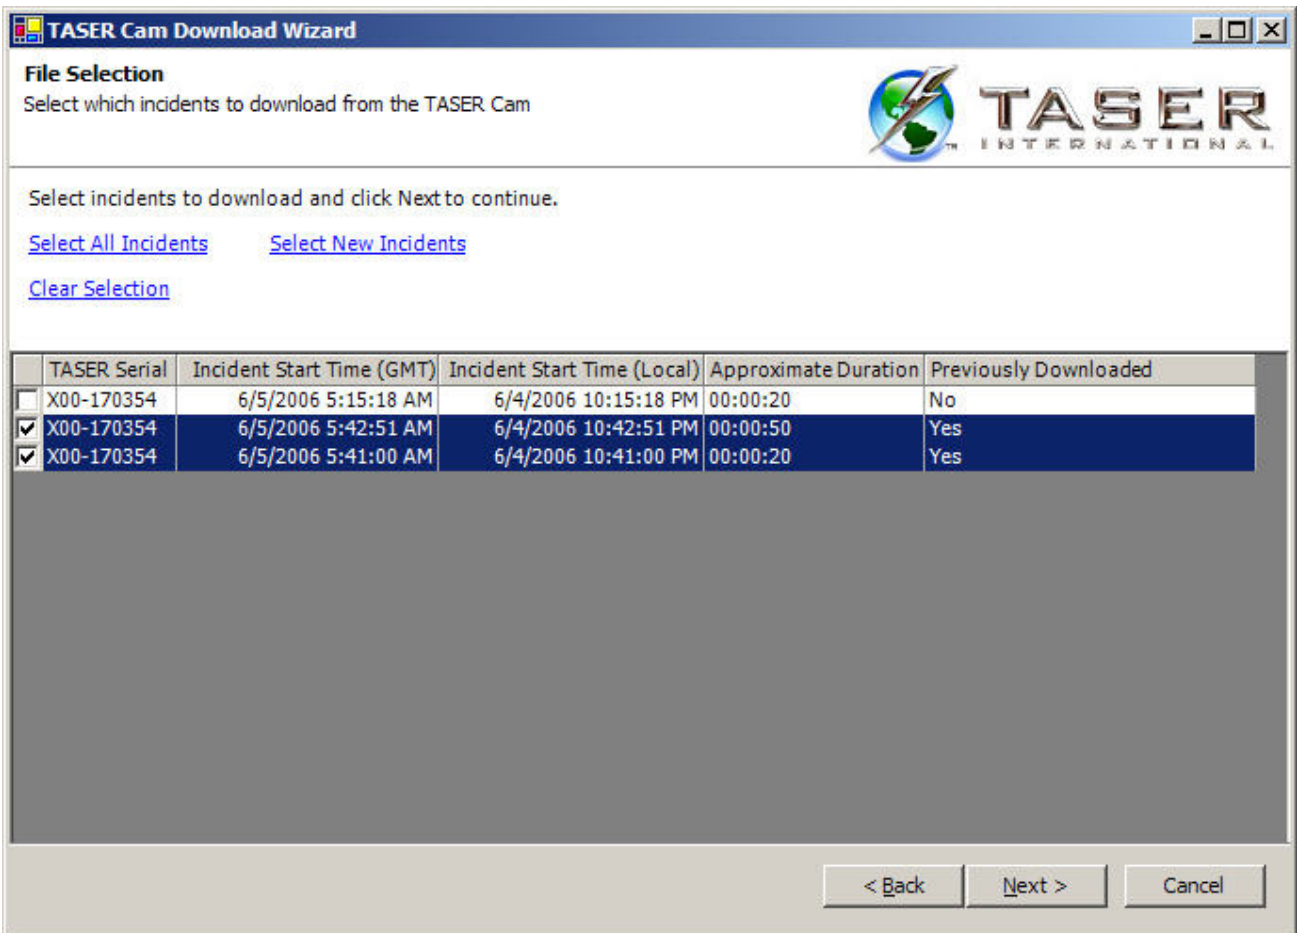 TASER Cam Download Wizard
File Selection
Select which incidents to download from the TASER Cam
TASER
INTERNATIONAL
TM
Select incidents to download and click Next to continue.
Select All Incidents Select New Incidents
Clear Selection
TASER Serial Incident Start Time (GMT) Incident Start Time (Local) Approximate Duration Previously Downloaded
X00-170354 6/5/2006 5:15:18 AM 6/4/2006 10:15:18 PM 00:00:20 No
X00-170354 6/5/2006 5:42:51 AM 6/4/2006 10:42:51 PM 00:00:50 Yes
X00-170354 6/5/2006 5:41:00 AM 6/4/2006 10:41:00 PM 00:00:20 Yes
< Back Next > Cancel